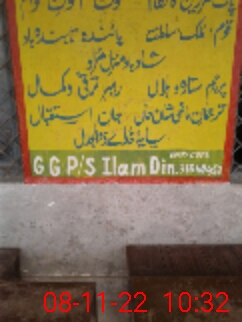 قوم، ملک، سلطنت پائندہ تابندہ باد
شاد باد منزل مراد
پرچم ستارہ و ہلال رہبر ترقی و کمال
ترجمان ماضی شان حال جان استقبال
سایۂ خدائے ذوالجلال
G G P/S Ilam Din
08-11-22 10:32